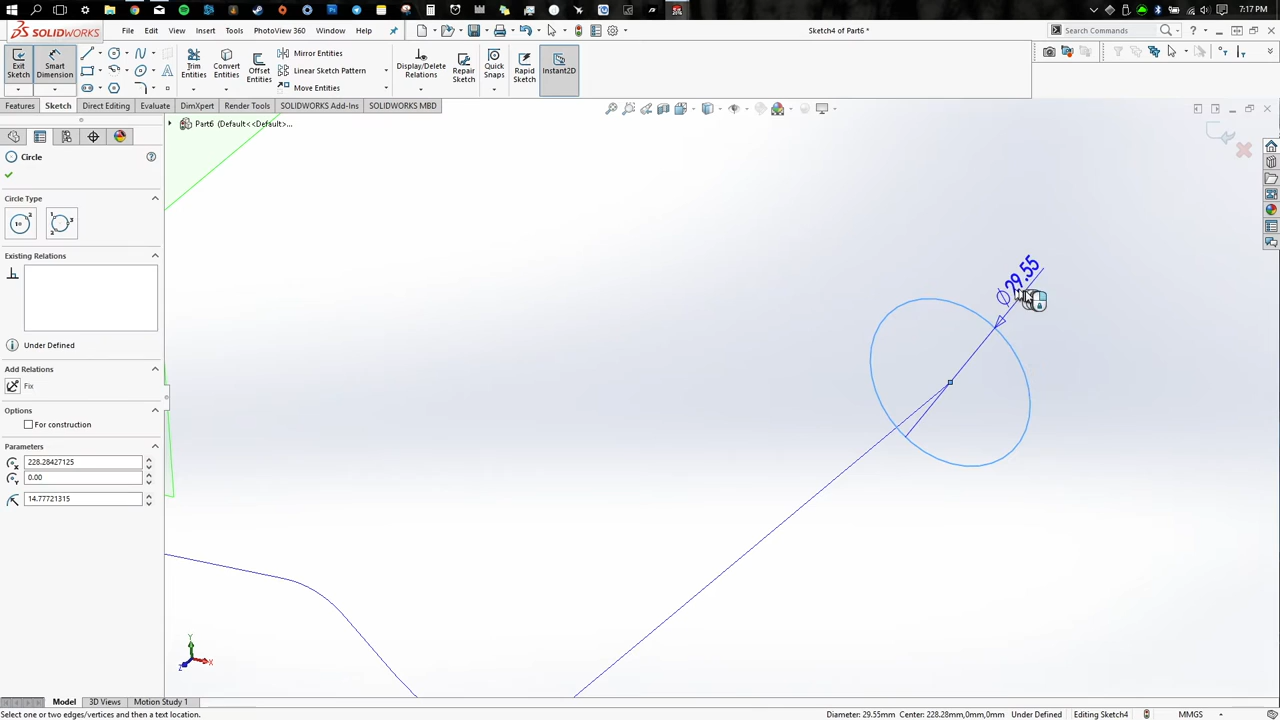 7:17 PM
SOLIDWORKS File Edit View Insert Tools PhotoView 360 Window Help Sketch4 of Part6 * Search Commands
Exit Sketch Smart Dimension Trim Entities Convert Entities Offset Entities Mirror Entities Linear Sketch Pattern Move Entities Display/Delete Relations Repair Sketch Quick Snaps Rapid Sketch Instant2D
Features Sketch Direct Editing Evaluate DimXpert Render Tools SOLIDWORKS Add-Ins SOLIDWORKS MBD
Part6 (Default<<Default>...
Circle
Circle Type
Existing Relations
Under Defined
Add Relations
Fix
Options
For construction
Parameters
228.28427125
0.00
14.77721315
Ø29.55
Y
X
Z
Model 3D Views Motion Study 1
Select one or two edges/vertices and then a text location. Diameter: 29.55mm Center: 228.28mm,0mm,0mm Under Defined Editing Sketch4 MMGS